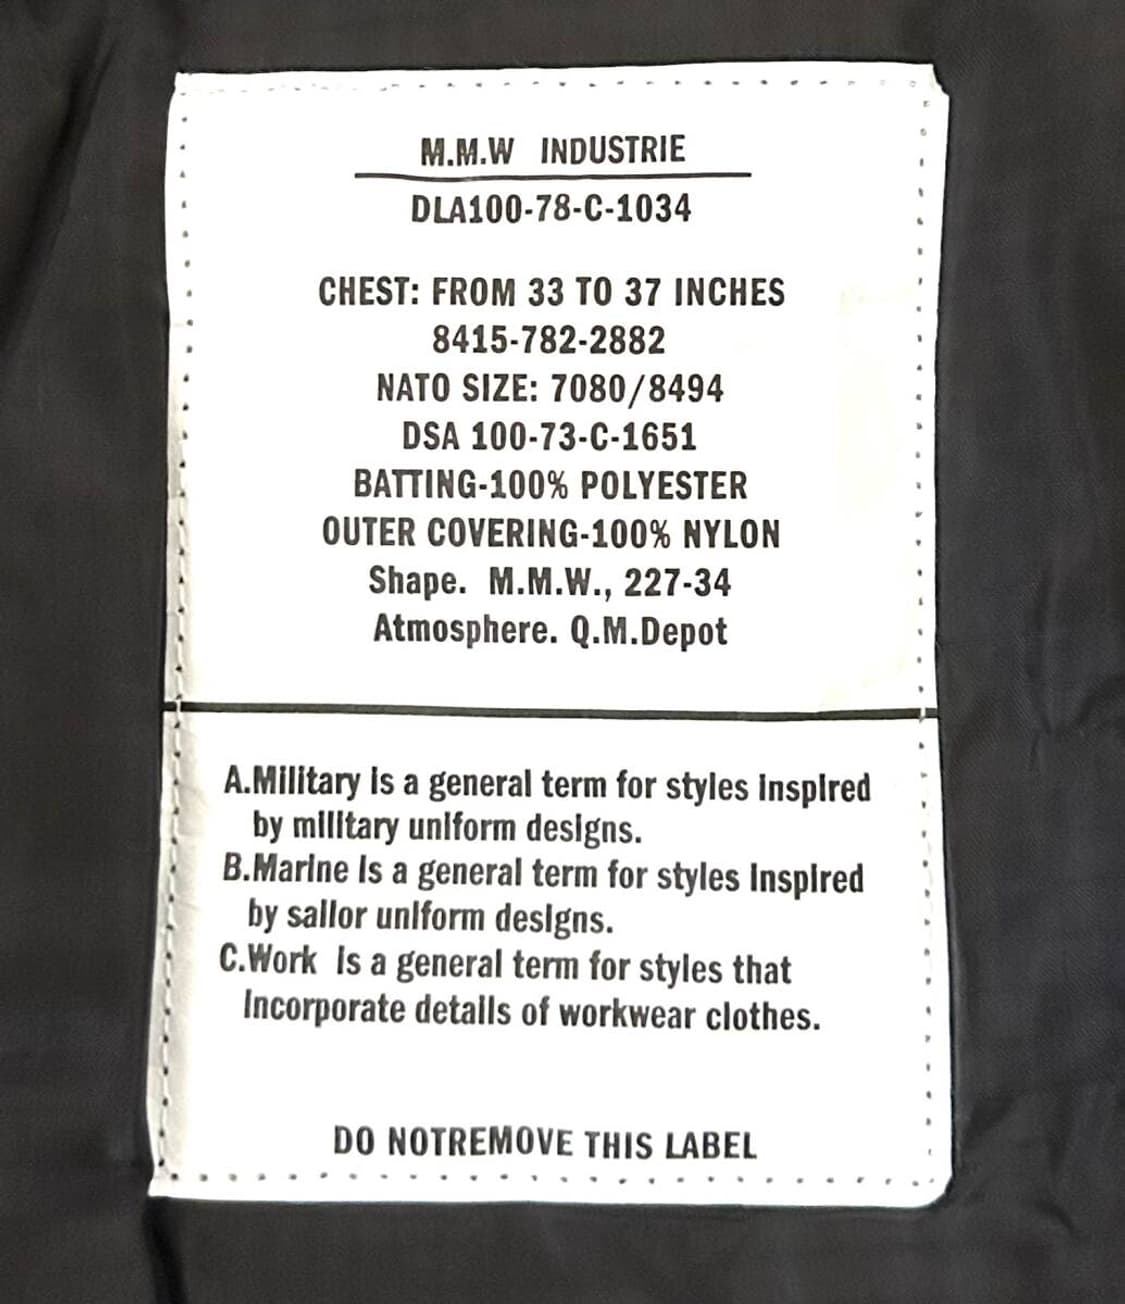 M.M.W INDUSTRIE
DLA100-78-C-1034
CHEST: FROM 33 TO 37 INCHES
8415-782-2882
NATO SIZE: 7080/8494
DSA 100-73-C-1651
BATTING-100% POLYESTER
OUTER COVERING-100% NYLON
Shape. M.M.W., 227-34
Atmosphere. Q.M.Depot
A.Military is a general term for styles inspired
by military uniform designs.
B.Marine is a general term for styles inspired
by sailor uniform designs.
C.Work is a general term for styles that
incorporate details of workwear clothes.
DO NOTREMOVE THIS LABEL